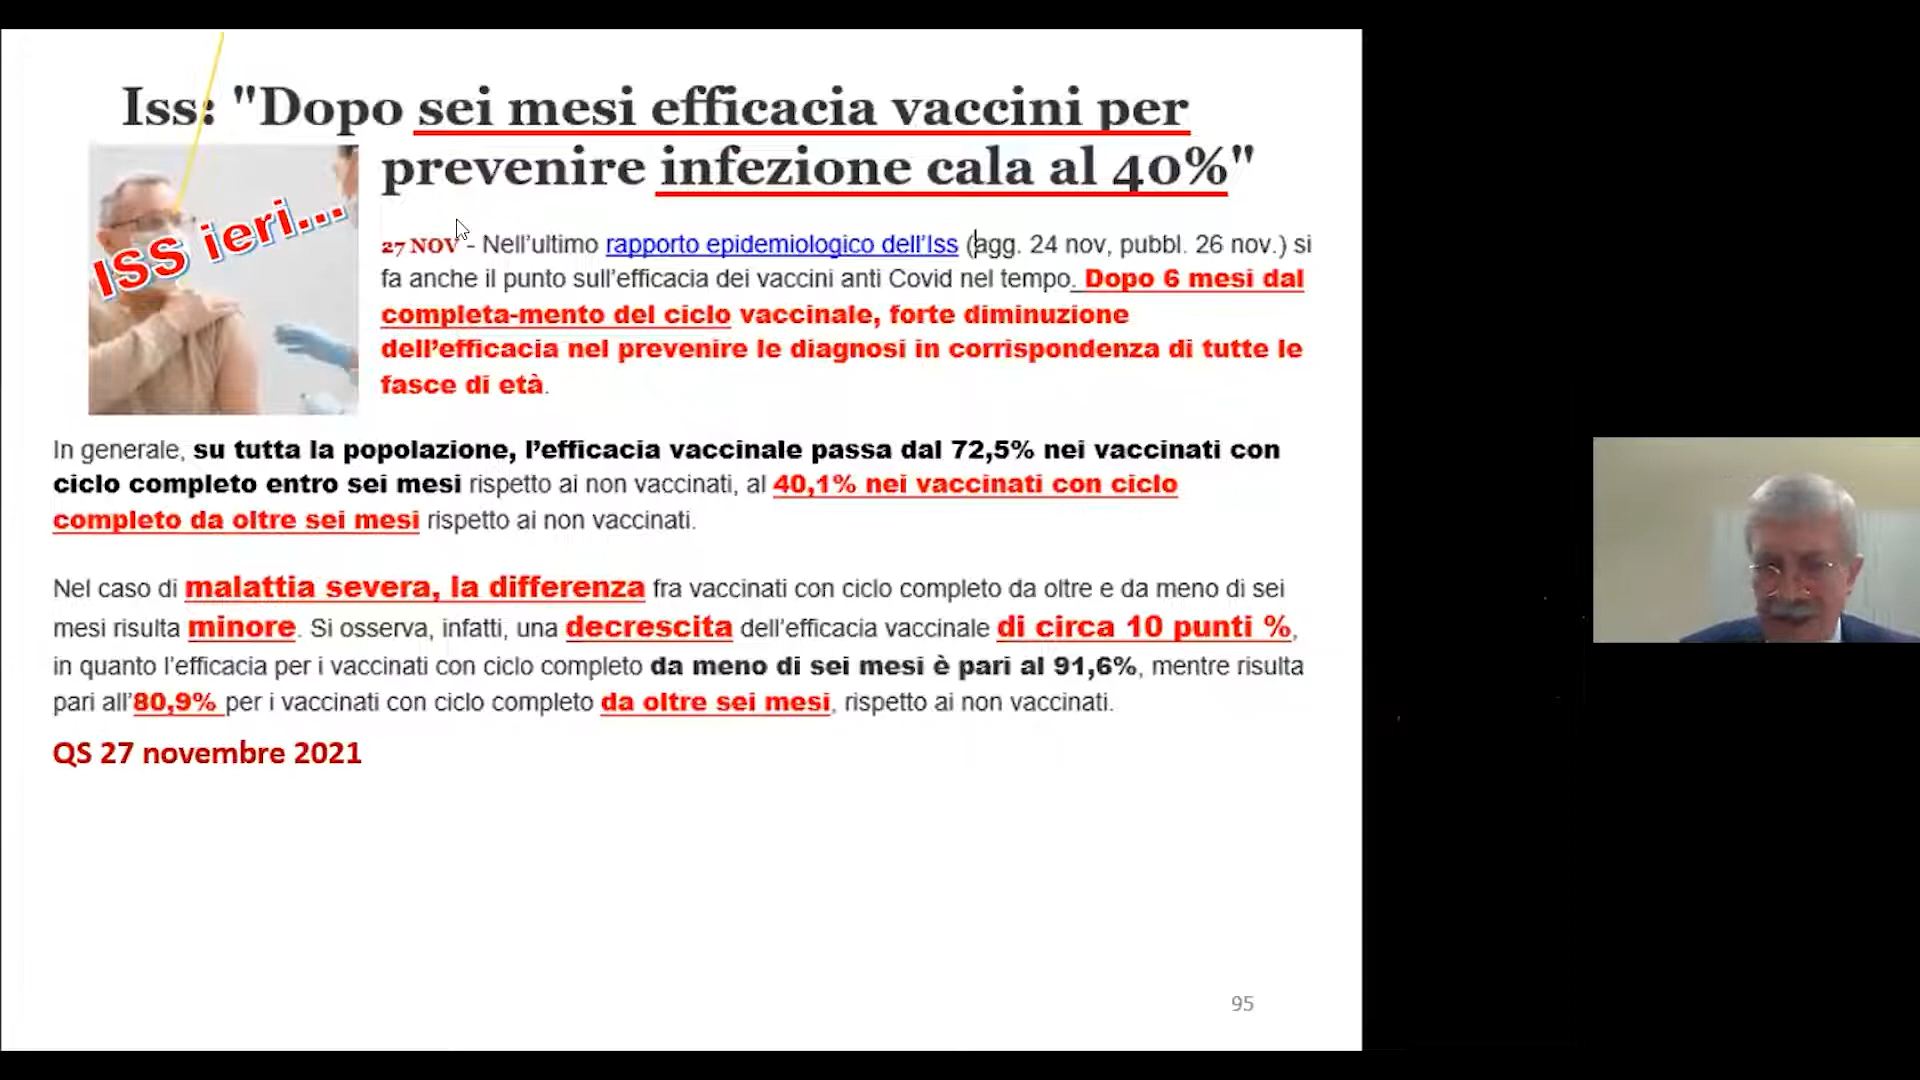 Iss: "Dopo sei mesi efficacia vaccini per
prevenire infezione cala al 40%"
ISS ieri...
27 NOV - Nell'ultimo rapporto epidemiologico dell'Iss (agg. 24 nov, pubbl. 26 nov.) si
fa anche il punto sull'efficacia dei vaccini anti Covid nel tempo. Dopo 6 mesi dal
completa-mento del ciclo vaccinale, forte diminuzione
dell'efficacia nel prevenire le diagnosi in corrispondenza di tutte le
fasce di età.
In generale, su tutta la popolazione, l'efficacia vaccinale passa dal 72,5% nei vaccinati con
ciclo completo entro sei mesi rispetto ai non vaccinati, al 40,1% nei vaccinati con ciclo
completo da oltre sei mesi rispetto ai non vaccinati.
Nel caso di malattia severa, la differenza fra vaccinati con ciclo completo da oltre e da meno di sei
mesi risulta minore. Si osserva, infatti, una decrescita dell'efficacia vaccinale di circa 10 punti %,
in quanto l'efficacia per i vaccinati con ciclo completo da meno di sei mesi è pari al 91,6%, mentre risulta
pari all'80,9% per i vaccinati con ciclo completo da oltre sei mesi, rispetto ai non vaccinati.
QS 27 novembre 2021
95